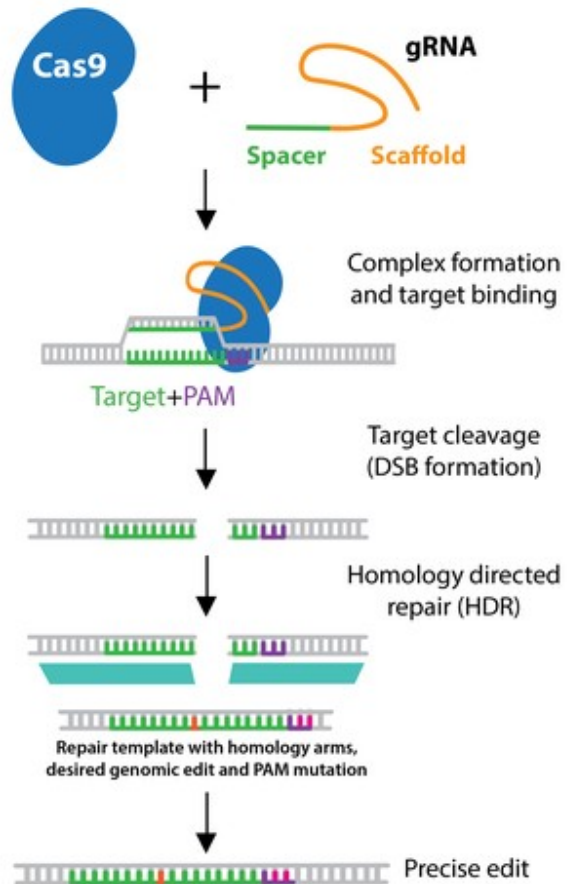 Cas9
+
gRNA
Spacer
Scaffold
Complex formation
and target binding
Target+PAM
Target cleavage
(DSB formation)
Homology directed
repair (HDR)
Repair template with homology arms,
desired genomic edit and PAM mutation
Precise edit